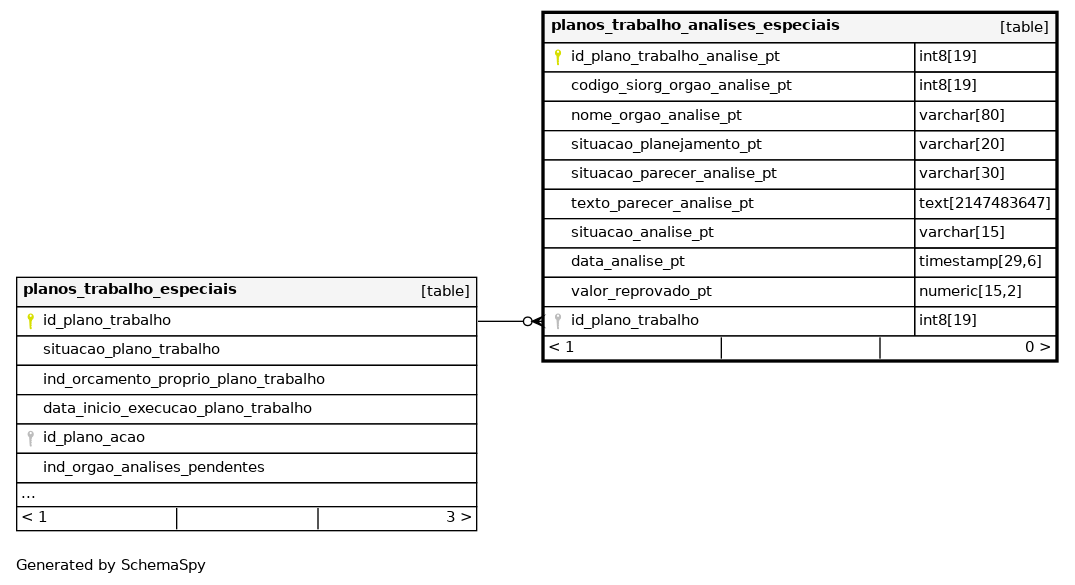 planos_trabalho_analises_especiais [table]
id_plano_trabalho_analise_pt int8[19]
codigo_siorg_orgao_analise_pt int8[19]
nome_orgao_analise_pt varchar[80]
situacao_planejamento_pt varchar[20]
situacao_parecer_analise_pt varchar[30]
texto_parecer_analise_pt text[2147483647]
situacao_analise_pt varchar[15]
data_analise_pt timestamp[29,6]
valor_reprovado_pt numeric[15,2]
id_plano_trabalho int8[19]
< 1 0 >
planos_trabalho_especiais [table]
id_plano_trabalho
situacao_plano_trabalho
ind_orcamento_proprio_plano_trabalho
data_inicio_execucao_plano_trabalho
id_plano_acao
ind_orgao_analises_pendentes
...
< 1 3 >
Generated by SchemaSpy